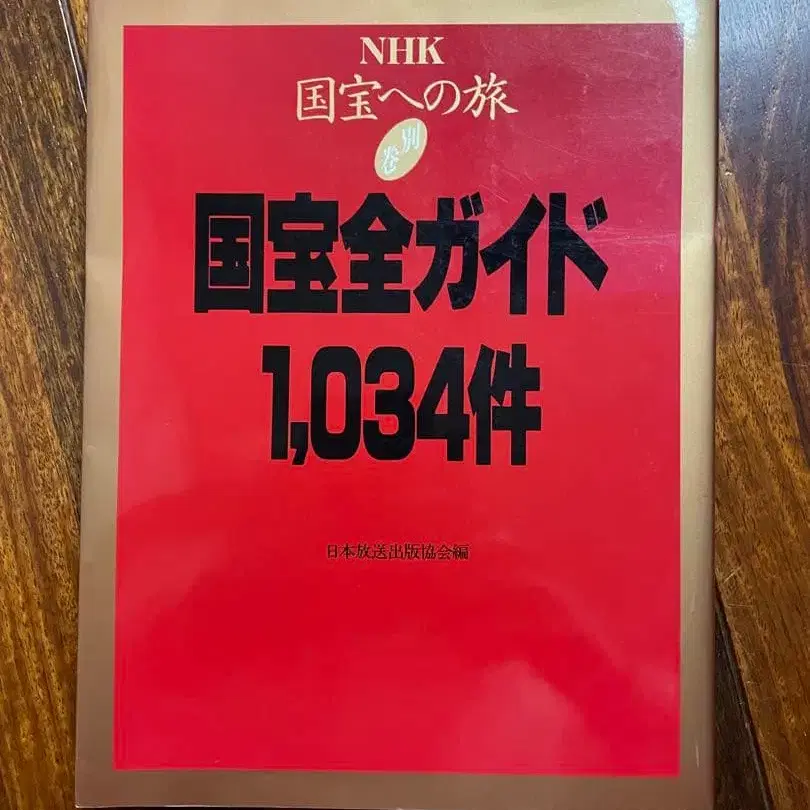 NHK
国宝への旅
別巻
国宝全ガイド
1,034件
日本放送出版協会編